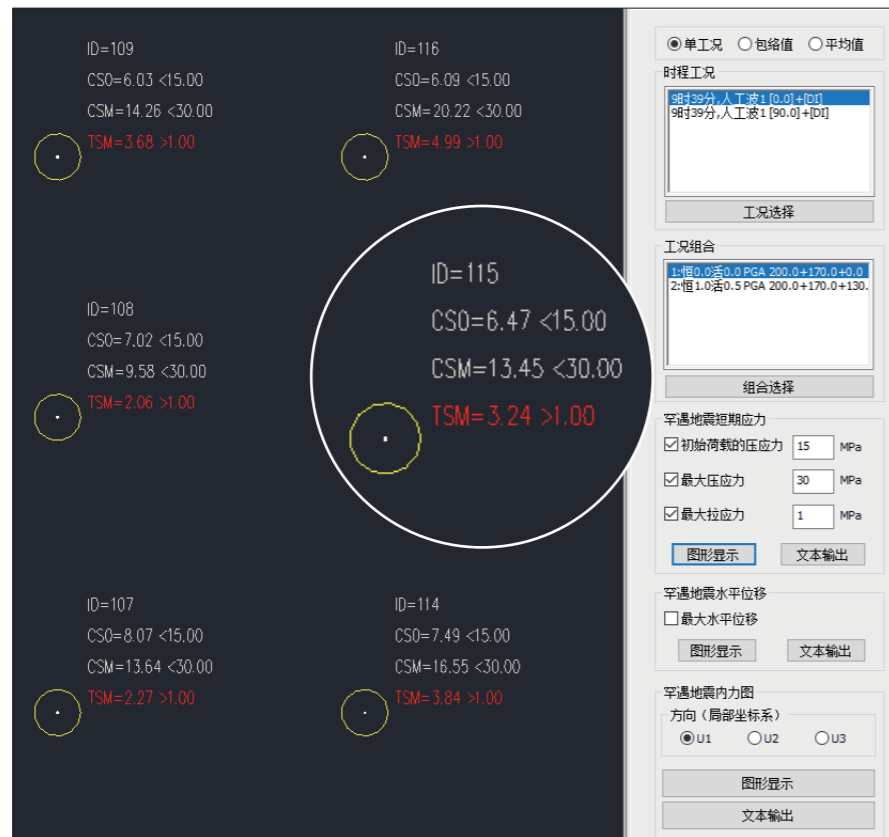 ID=109
CS0=6.03 <15.00
CSM=14.26 <30.00
TSM=3.68 >1.00
ID=116
CS0=6.09 <15.00
CSM=20.22 <30.00
TSM=4.99 >1.00
ID=108
CS0=7.02 <15.00
CSM=9.58 <30.00
TSM=2.06 >1.00
ID=115
CS0=6.47 <15.00
CSM=13.45 <30.00
TSM=3.24 >1.00
ID=107
CS0=8.07 <15.00
CSM=13.64 <30.00
TSM=2.27 >1.00
ID=114
CS0=7.49 <15.00
CSM=16.55 <30.00
TSM=3.84 >1.00
单工况 包络值 平均值
时程工况
9时39分,人工波1 [0.0]+[DI]
9时39分,人工波1 [90.0]+[DI]
工况选择
工况组合
1:恒0.0活0.0 PGA 200.0+170.0+0.0
2:恒1.0活0.5 PGA 200.0+170.0+130.
组合选择
罕遇地震短期应力
初始荷载的压应力 15 MPa
最大压应力 30 MPa
最大拉应力 1 MPa
图形显示 文本输出
罕遇地震水平位移
最大水平位移
图形显示 文本输出
罕遇地震内力图
方向（局部坐标系）
U1 U2 U3
图形显示
文本输出